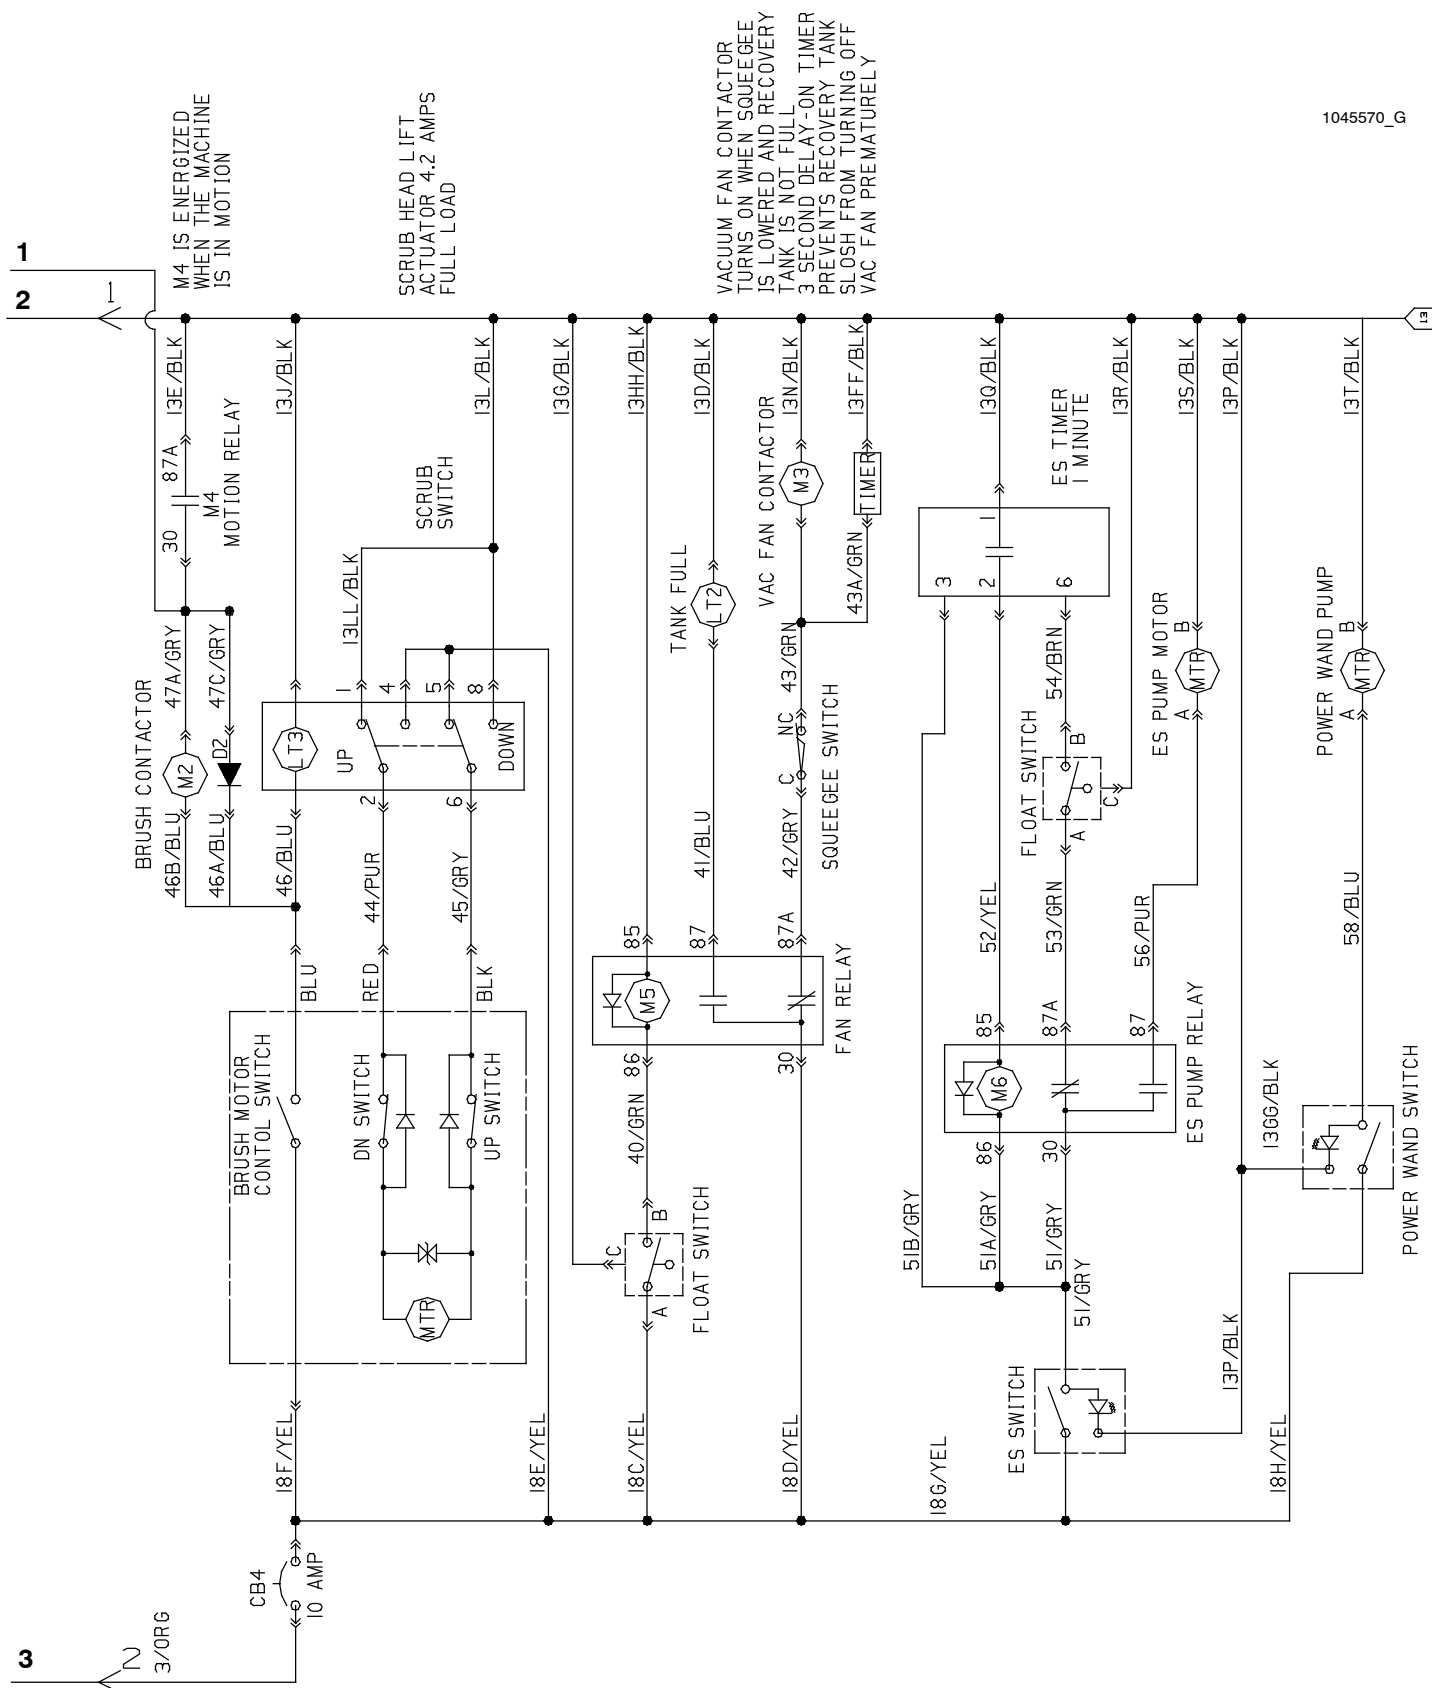 1
2
3
1045570_G
1
2
3/ORG
CB4
10 AMP
M4 IS ENERGIZED
WHEN THE MACHINE
IS IN MOTION
SCRUB HEAD LIFT
ACTUATOR 4.2 AMPS
FULL LOAD
VACUUM FAN CONTACTOR
TURNS ON WHEN SQUEEGEE
IS LOWERED AND RECOVERY
TANK IS NOT FULL
3 SECOND DELAY-ON TIMER
PREVENTS RECOVERY TANK
SLOSH FROM TURNING OFF
VAC FAN PREMATURELY
13
BRUSH CONTACTOR
46B/BLU
M2
47A/GRY
30
M4
MOTION RELAY
87A
13E/BLK
46A/BLU
D2
47C/GRY
18F/YEL
BRUSH MOTOR
CONTOL SWITCH
BLU
46/BLU
LT3
13J/BLK
DN SWITCH
RED
44/PUR
2
UP
1
13LL/BLK
SCRUB
SWITCH
4
5
MTR
UP SWITCH
BLK
45/GRY
6
DOWN
8
13L/BLK
18E/YEL
13G/BLK
18C/YEL
A
FLOAT SWITCH
B
C
40/GRN
86
M5
85
13HH/BLK
87
41/BLU
TANK FULL
LT2
13D/BLK
18D/YEL
30
FAN RELAY
87A
42/GRY
C
NC
SQUEEGEE SWITCH
43/GRN
VAC FAN CONTACTOR
M3
13N/BLK
43A/GRN
TIMER
13FF/BLK
51B/GRY
3
51A/GRY
86
M6
85
52/YEL
2
1
ES TIMER
1 MINUTE
13Q/BLK
18G/YEL
ES SWITCH
51/GRY
51/GRY
30
87A
53/GRN
A
FLOAT SWITCH
B
C
54/BRN
6
13R/BLK
ES PUMP RELAY
87
56/PUR
ES PUMP MOTOR
A
MTR
B
13S/BLK
13P/BLK
13GG/BLK
13P/BLK
18H/YEL
POWER WAND SWITCH
58/BLU
POWER WAND PUMP
A
MTR
B
13T/BLK